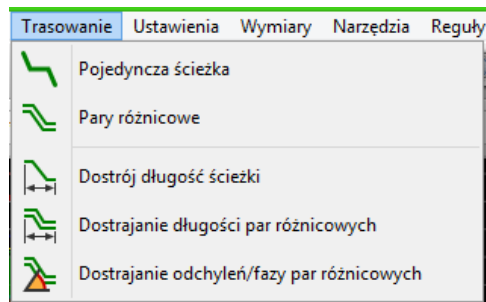 Trasowanie Ustawienia Wymiary Narzędzia Reguły
Pojedyncza ścieżka
Pary różnicowe
Dostrój długość ścieżki
Dostrajanie długości par różnicowych
Dostrajanie odchyleń/fazy par różnicowych